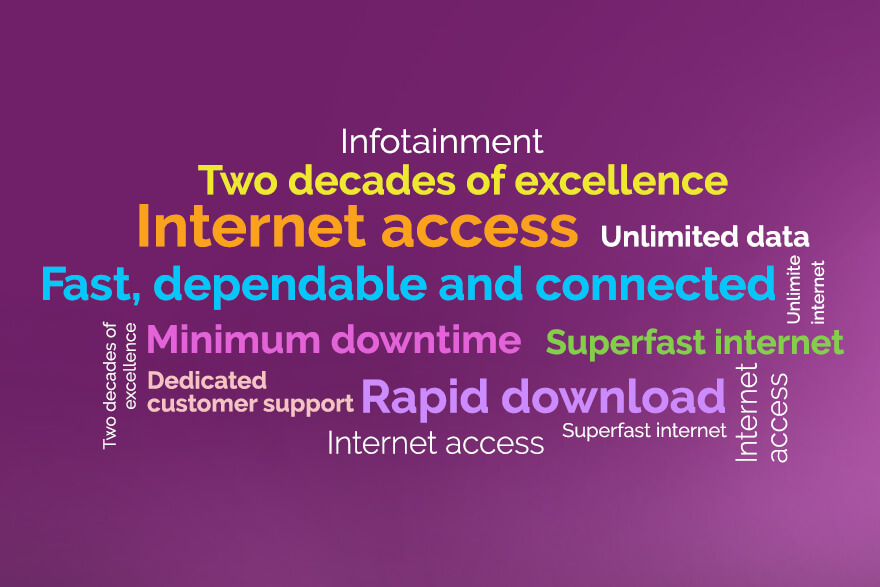 Infotainment
Two decades of excellence
Internet access
Unlimited data
Fast, dependable and connected
Unlimite
internet
Two decades of
excellence
Minimum downtime
Superfast internet
Dedicated
customer support
Rapid download
Internet
access
Internet access
Superfast internet